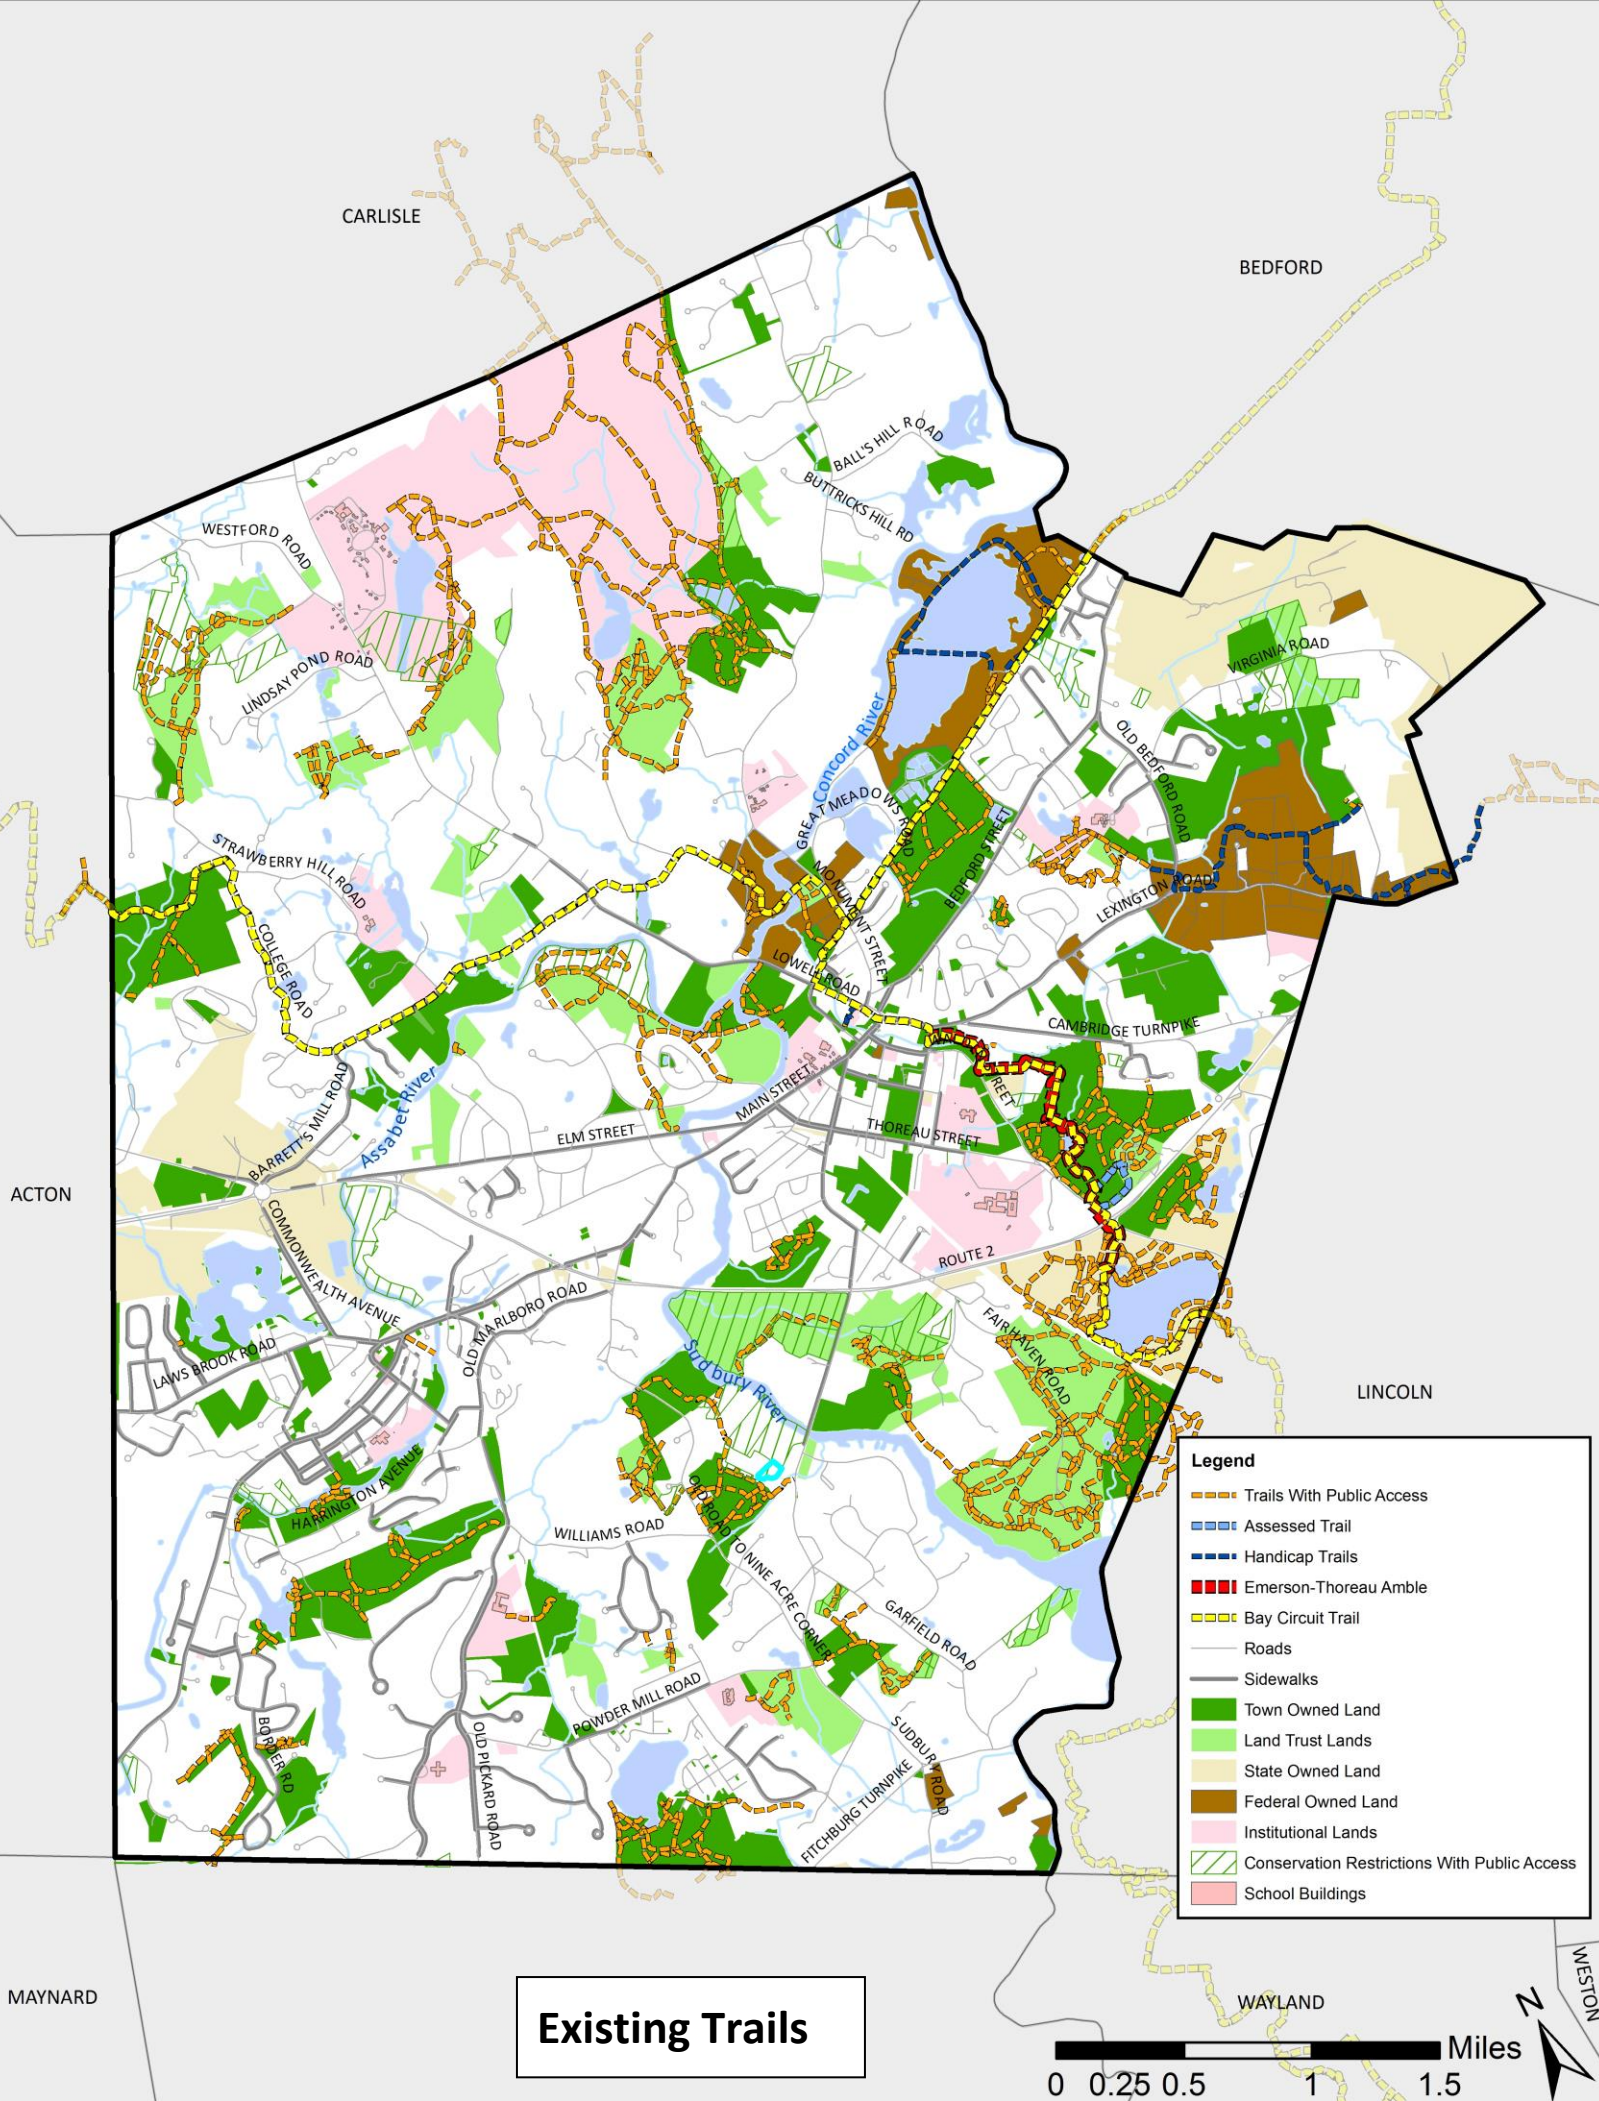 CARLISLE
BEDFORD
BALL'S HILL ROAD
BUTTRICKS HILL RD
WESTFORD ROAD
VIRGINIA ROAD
LINDSAY POND ROAD
Concord River
OLD BEDFORD ROAD
GREAT MEADOWS ROAD
STRAWBERRY HILL ROAD
MONUMENT STREET
BEDFORD STREET
LEXINGTON ROAD
COLLEGE ROAD
LOWELL ROAD
CAMBRIDGE TURNPIKE
BARRETT'S MILL ROAD
Assabet River
MAIN STREET
ELM STREET
THOREAU STREET
ACTON
COMMONWEALTH AVENUE
ROUTE 2
OLD MARLBORO ROAD
FAIRHAVEN ROAD
LAWS BROOK ROAD
Sudbury River
LINCOLN
HARRINGTON AVENUE
OLD ROAD TO NINE ACRE CORNER
WILLIAMS ROAD
GARFIELD ROAD
POWDER MILL ROAD
BORDER RD
OLD PICKARD ROAD
SUDBURY ROAD
FITCHBURG TURNPIKE
Legend
Trails With Public Access
Assessed Trail
Handicap Trails
Emerson-Thoreau Amble
Bay Circuit Trail
Roads
Sidewalks
Town Owned Land
Land Trust Lands
State Owned Land
Federal Owned Land
Institutional Lands
Conservation Restrictions With Public Access
School Buildings
MAYNARD
Existing Trails
WAYLAND
WESTON
N
Miles
0 0.25 0.5 1 1.5